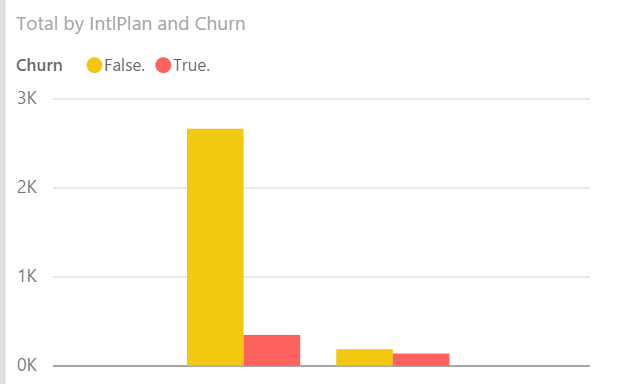 Total by IntlPlan and Churn
Churn False. True.
3K
2K
1K
0K